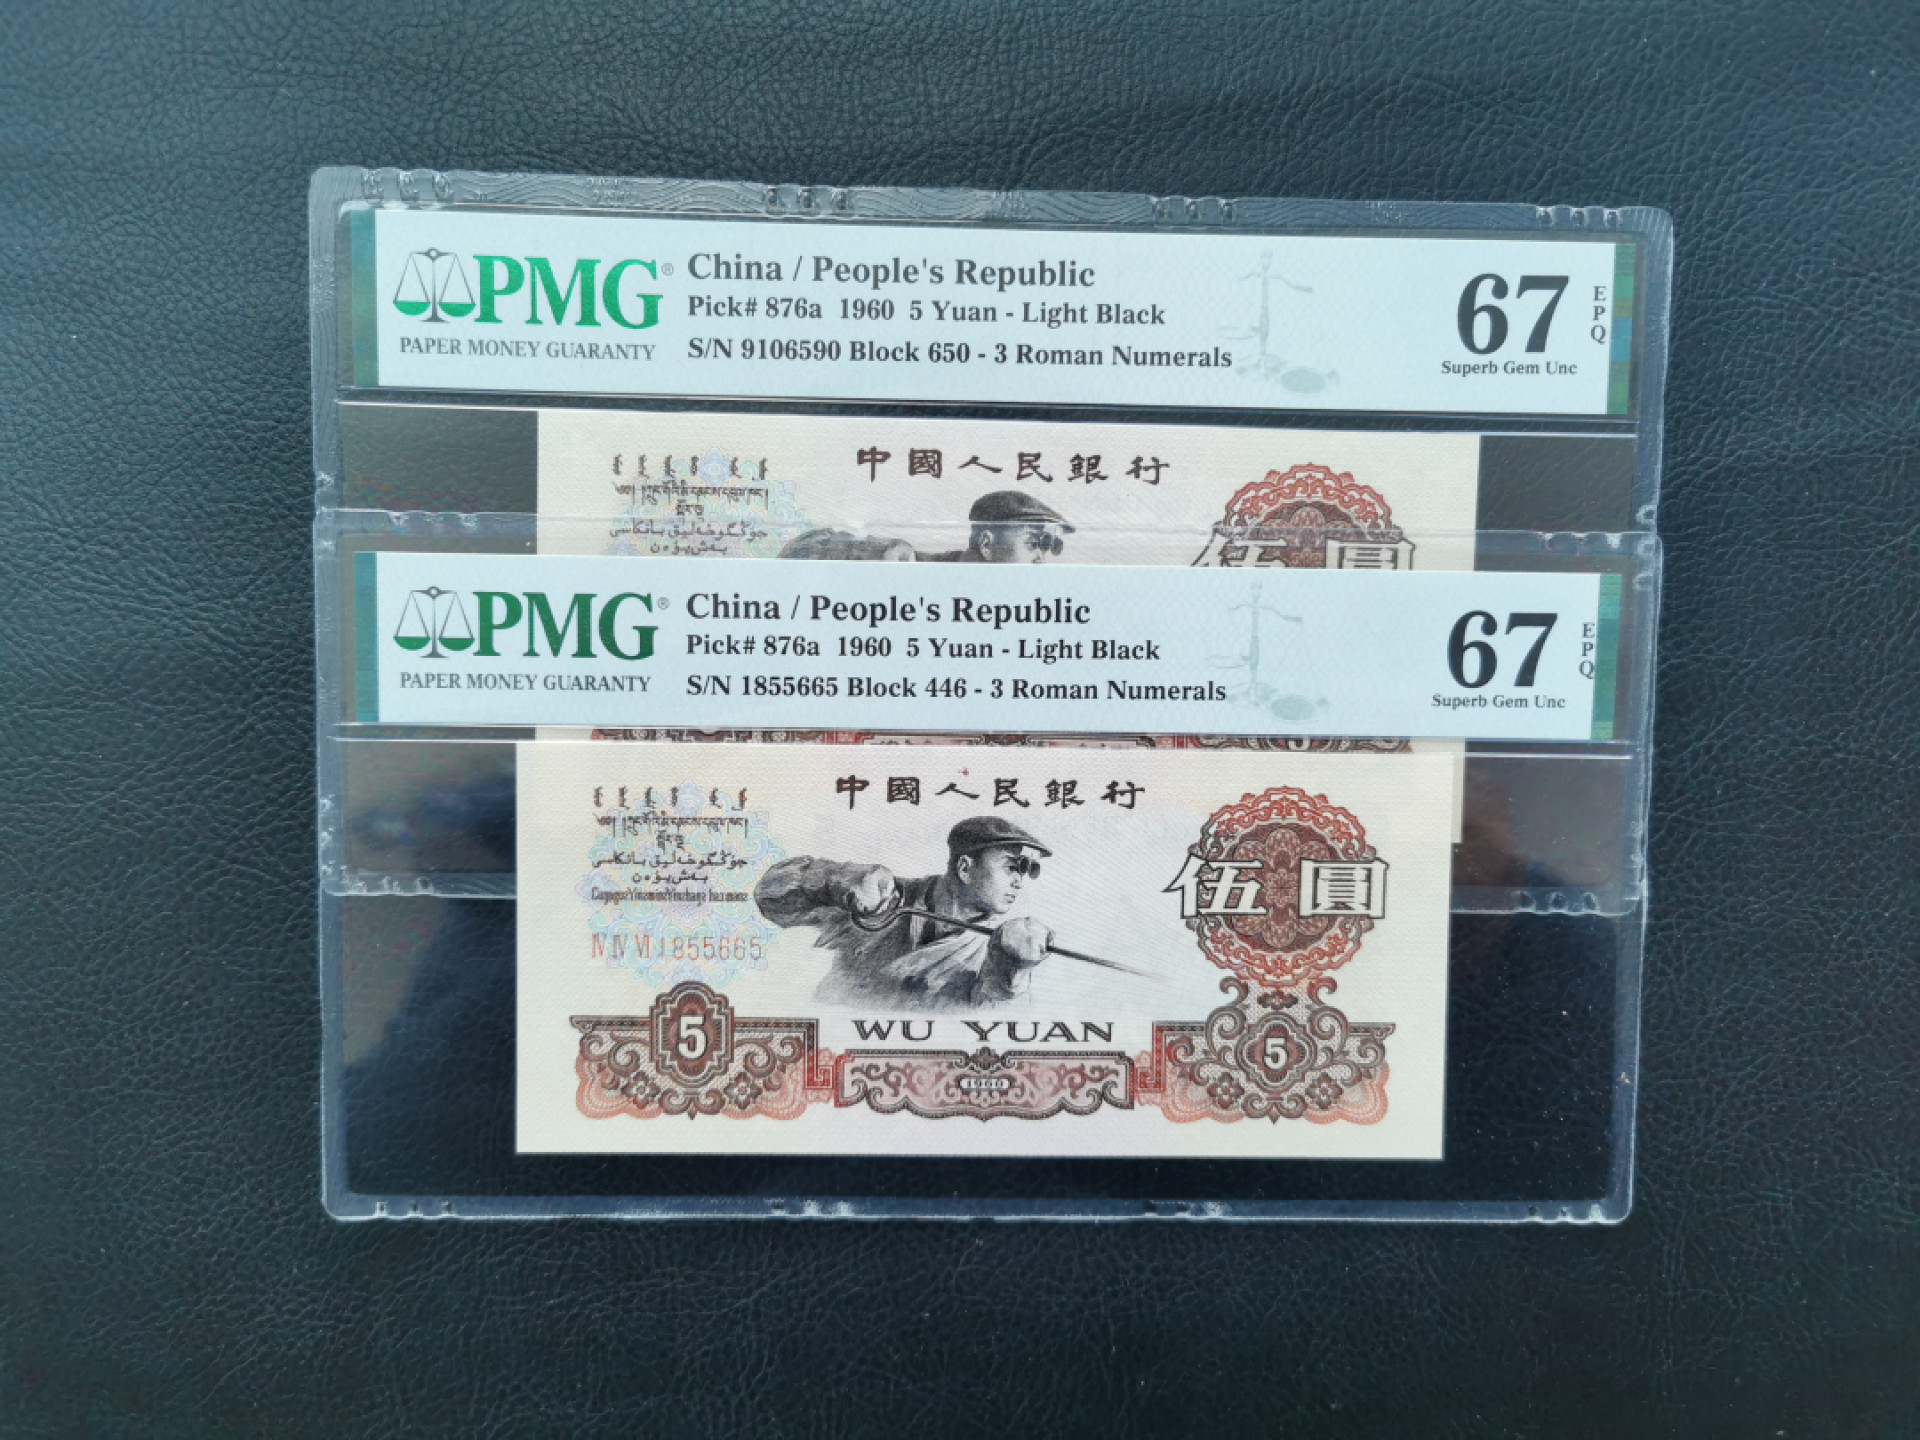 PMG®
PAPER MONEY GUARANTY
China / People's Republic
Pick# 876a 1960 5 Yuan - Light Black
S/N 9106590 Block 650 - 3 Roman Numerals
67
EPQ
Superb Gem Unc
中國人民銀行
伍圓
PMG®
PAPER MONEY GUARANTY
China / People's Republic
Pick# 876a 1960 5 Yuan - Light Black
S/N 1855665 Block 446 - 3 Roman Numerals
67
EPQ
Superb Gem Unc
中國人民銀行
伍圓
IV IV VI 1855665
5
WU YUAN
5
1960